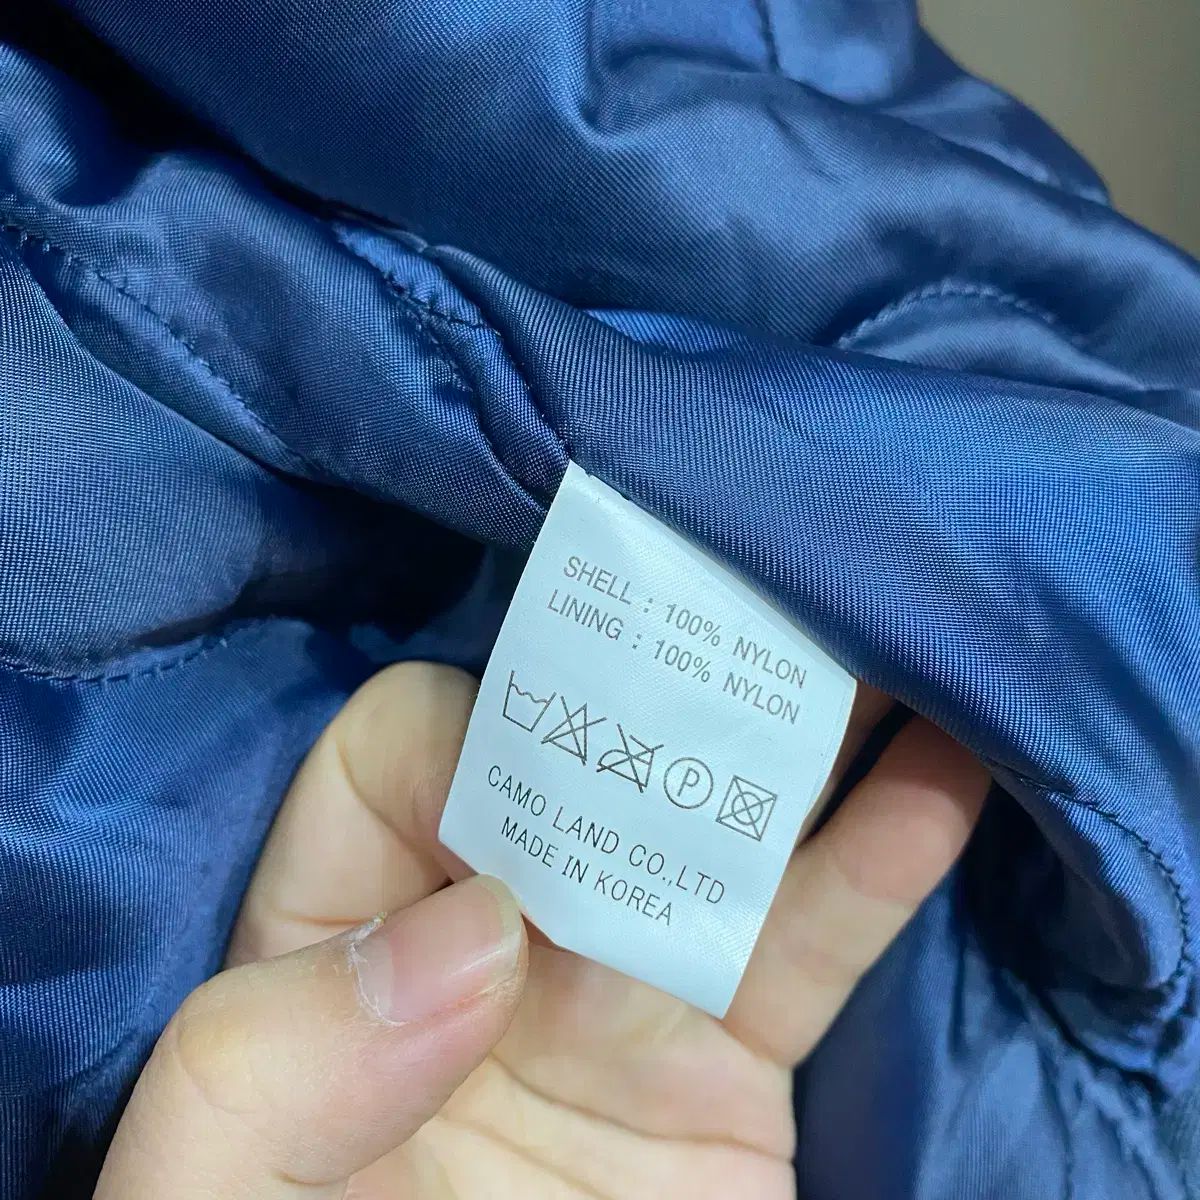 SHELL : 100% NYLON
LINING : 100% NYLON
P
CAMO LAND CO.,LTD
MADE IN KOREA